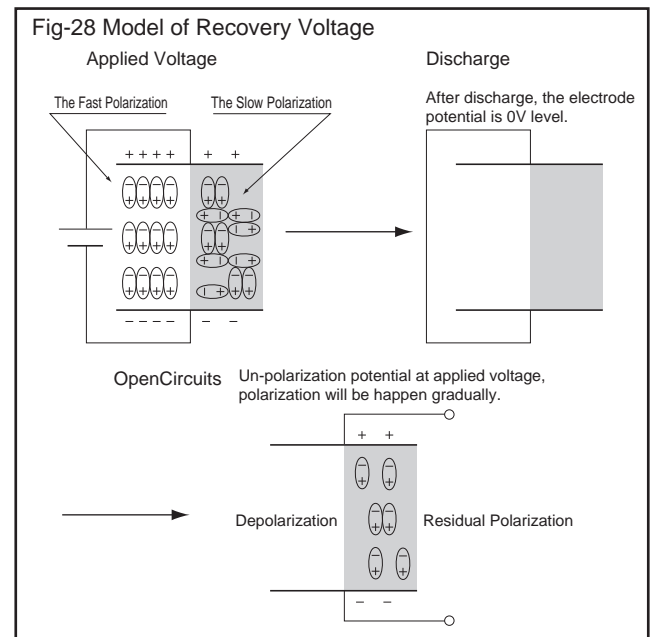 Fig-28 Model of Recovery Voltage
Applied Voltage
Discharge
The Fast Polarization
The Slow Polarization
After discharge, the electrode
potential is 0V level.
+ + + + + +
− − − − − −
OpenCircuits
Un-polarization potential at applied voltage,
polarization will be happen gradually.
+ +
Depolarization
Residual Polarization
− −